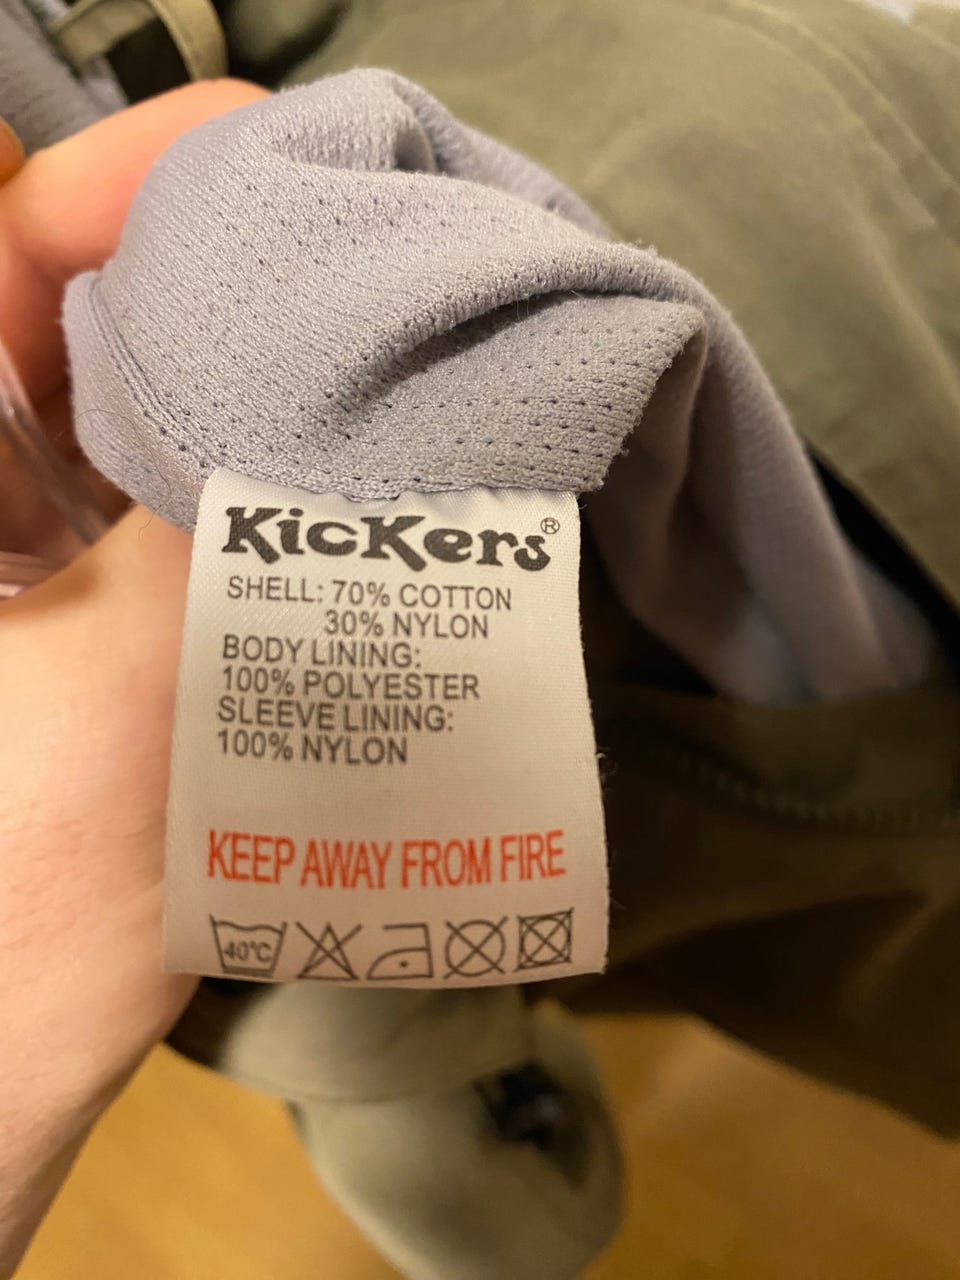 KicKers®
SHELL: 70% COTTON
30% NYLON
BODY LINING:
100% POLYESTER
SLEEVE LINING:
100% NYLON
KEEP AWAY FROM FIRE
40°C